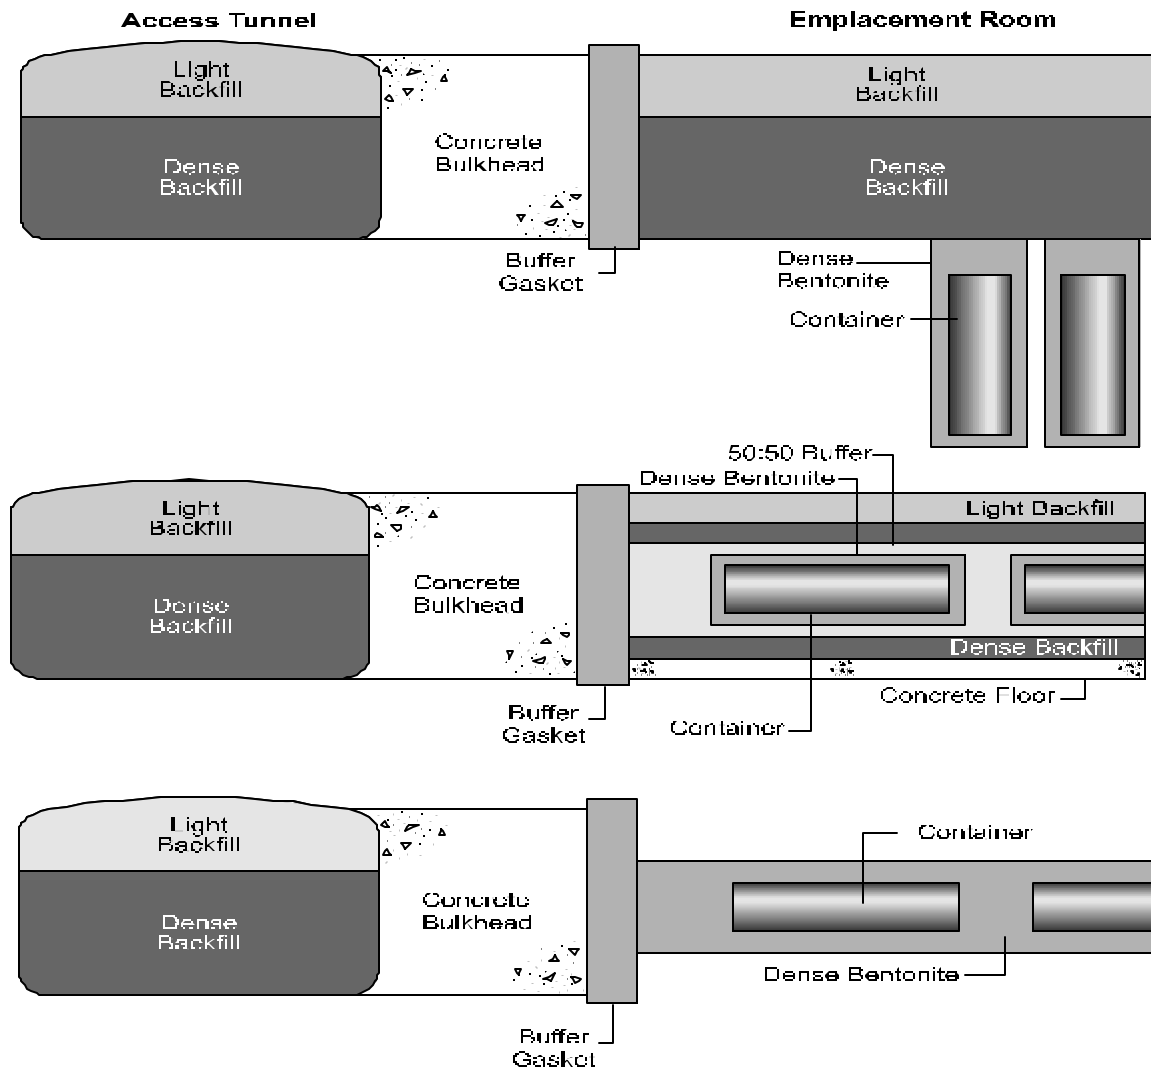 Access Tunnel
Emplacement Room
Light
Backfill
Light
Backfill
Concrete
Bulkhead
Dense
Backfill
Dense
Backfill
Buffer
Gasket
Dense
Bentonite
Container
50:50 Buffer
Dense Bentonite
Light
Backfill
Light Backfill
Concrete
Bulkhead
Dense
Backfill
Dense Backfill
Concrete Floor
Buffer
Gasket
Container
Light
Backfill
Container
Concrete
Bulkhead
Dense
Backfill
Dense Bentonite
Buffer
Gasket